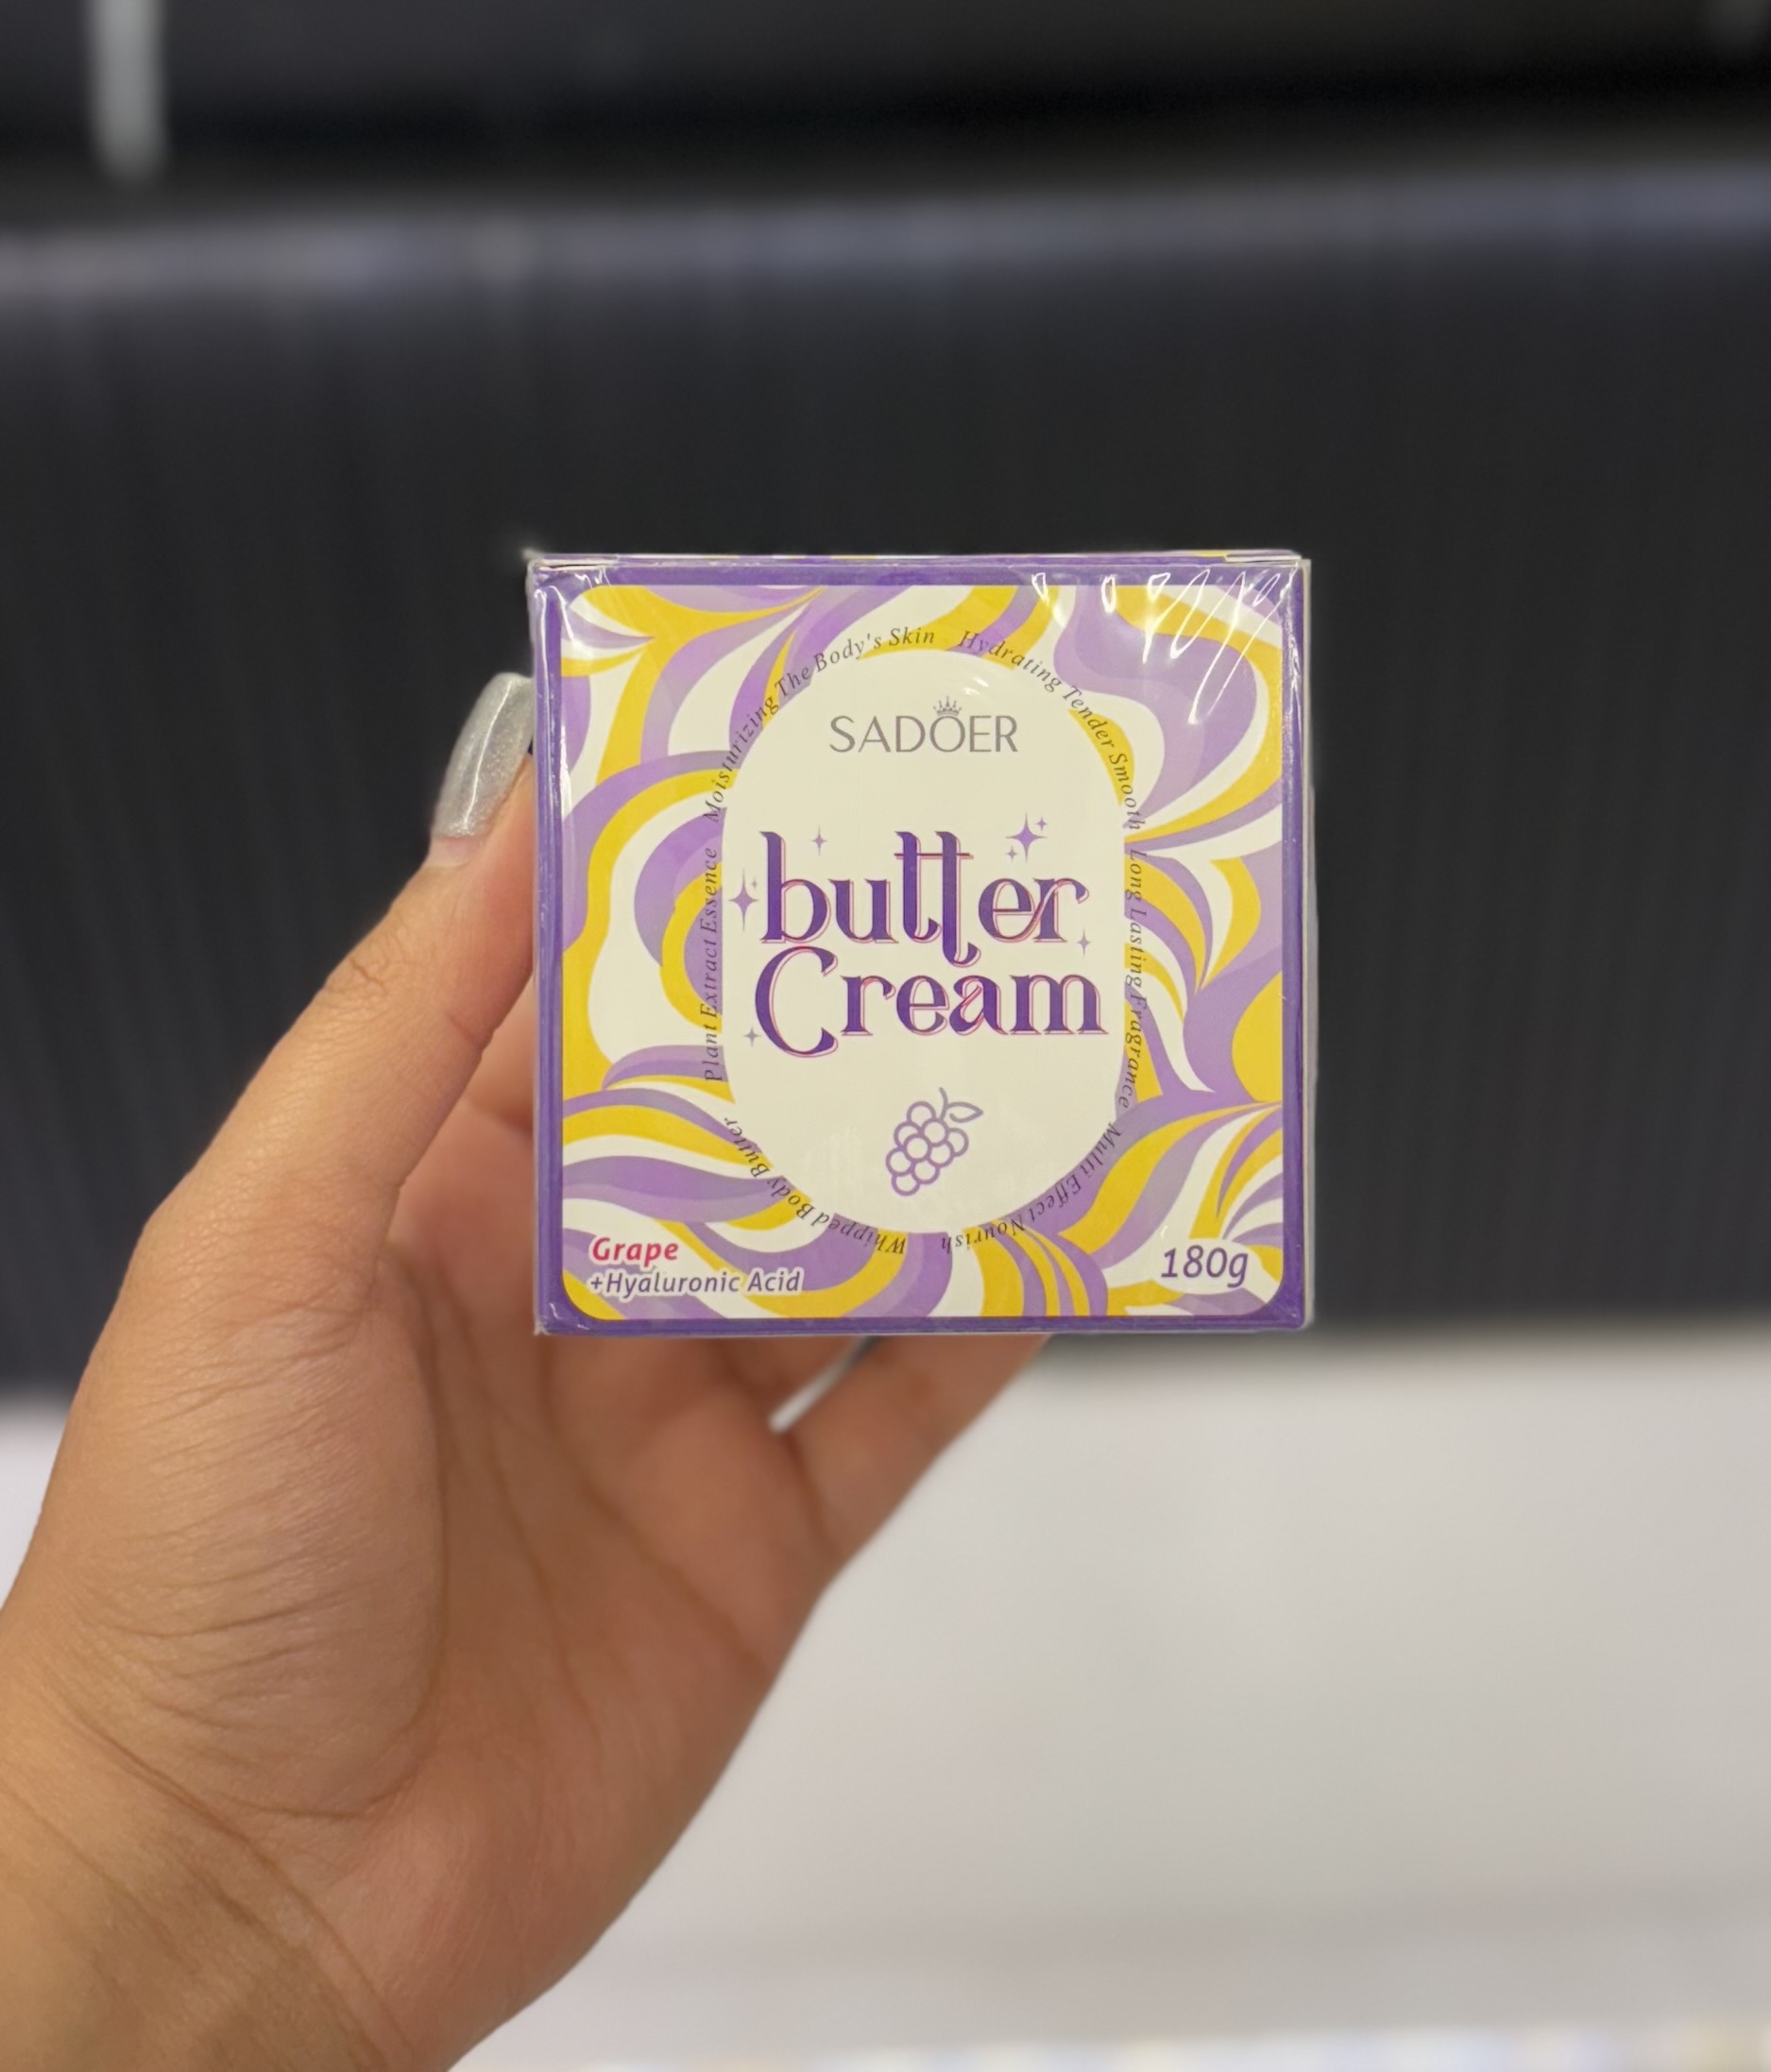 Moisturizing The Body's Skin
Hydrating Tender Smooth
Long Lasting Fragrance
Multi Effect Nourish
Whipped Body Butter
Plant Extract Essence
SADOER
butter
Cream
Grape
+Hyaluronic Acid
180g